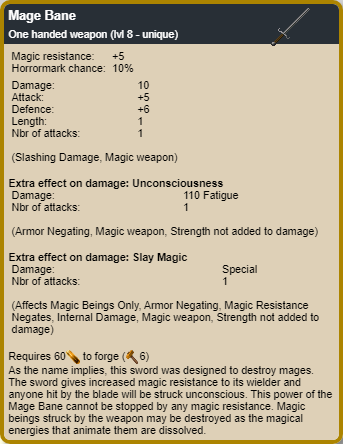 Mage Bane
One handed weapon (lvl 8 - unique)
Magic resistance: +5
Horrormark chance: 10%
Damage: 10
Attack: +5
Defence: +6
Length: 1
Nbr of attacks: 1
(Slashing Damage, Magic weapon)
Extra effect on damage: Unconsciousness
Damage: 110 Fatigue
Nbr of attacks: 1
(Armor Negating, Magic weapon, Strength not added to damage)
Extra effect on damage: Slay Magic
Damage: Special
Nbr of attacks: 1
(Affects Magic Beings Only, Armor Negating, Magic Resistance
Negates, Internal Damage, Magic weapon, Strength not added to
damage)
Requires 60 to forge ( 6)
As the name implies, this sword was designed to destroy mages.
The sword gives increased magic resistance to its wielder and
anyone hit by the blade will be struck unconscious. This power of the
Mage Bane cannot be stopped by any magic resistance. Magic
beings struck by the weapon may be destroyed as the magical
energies that animate them are dissolved.